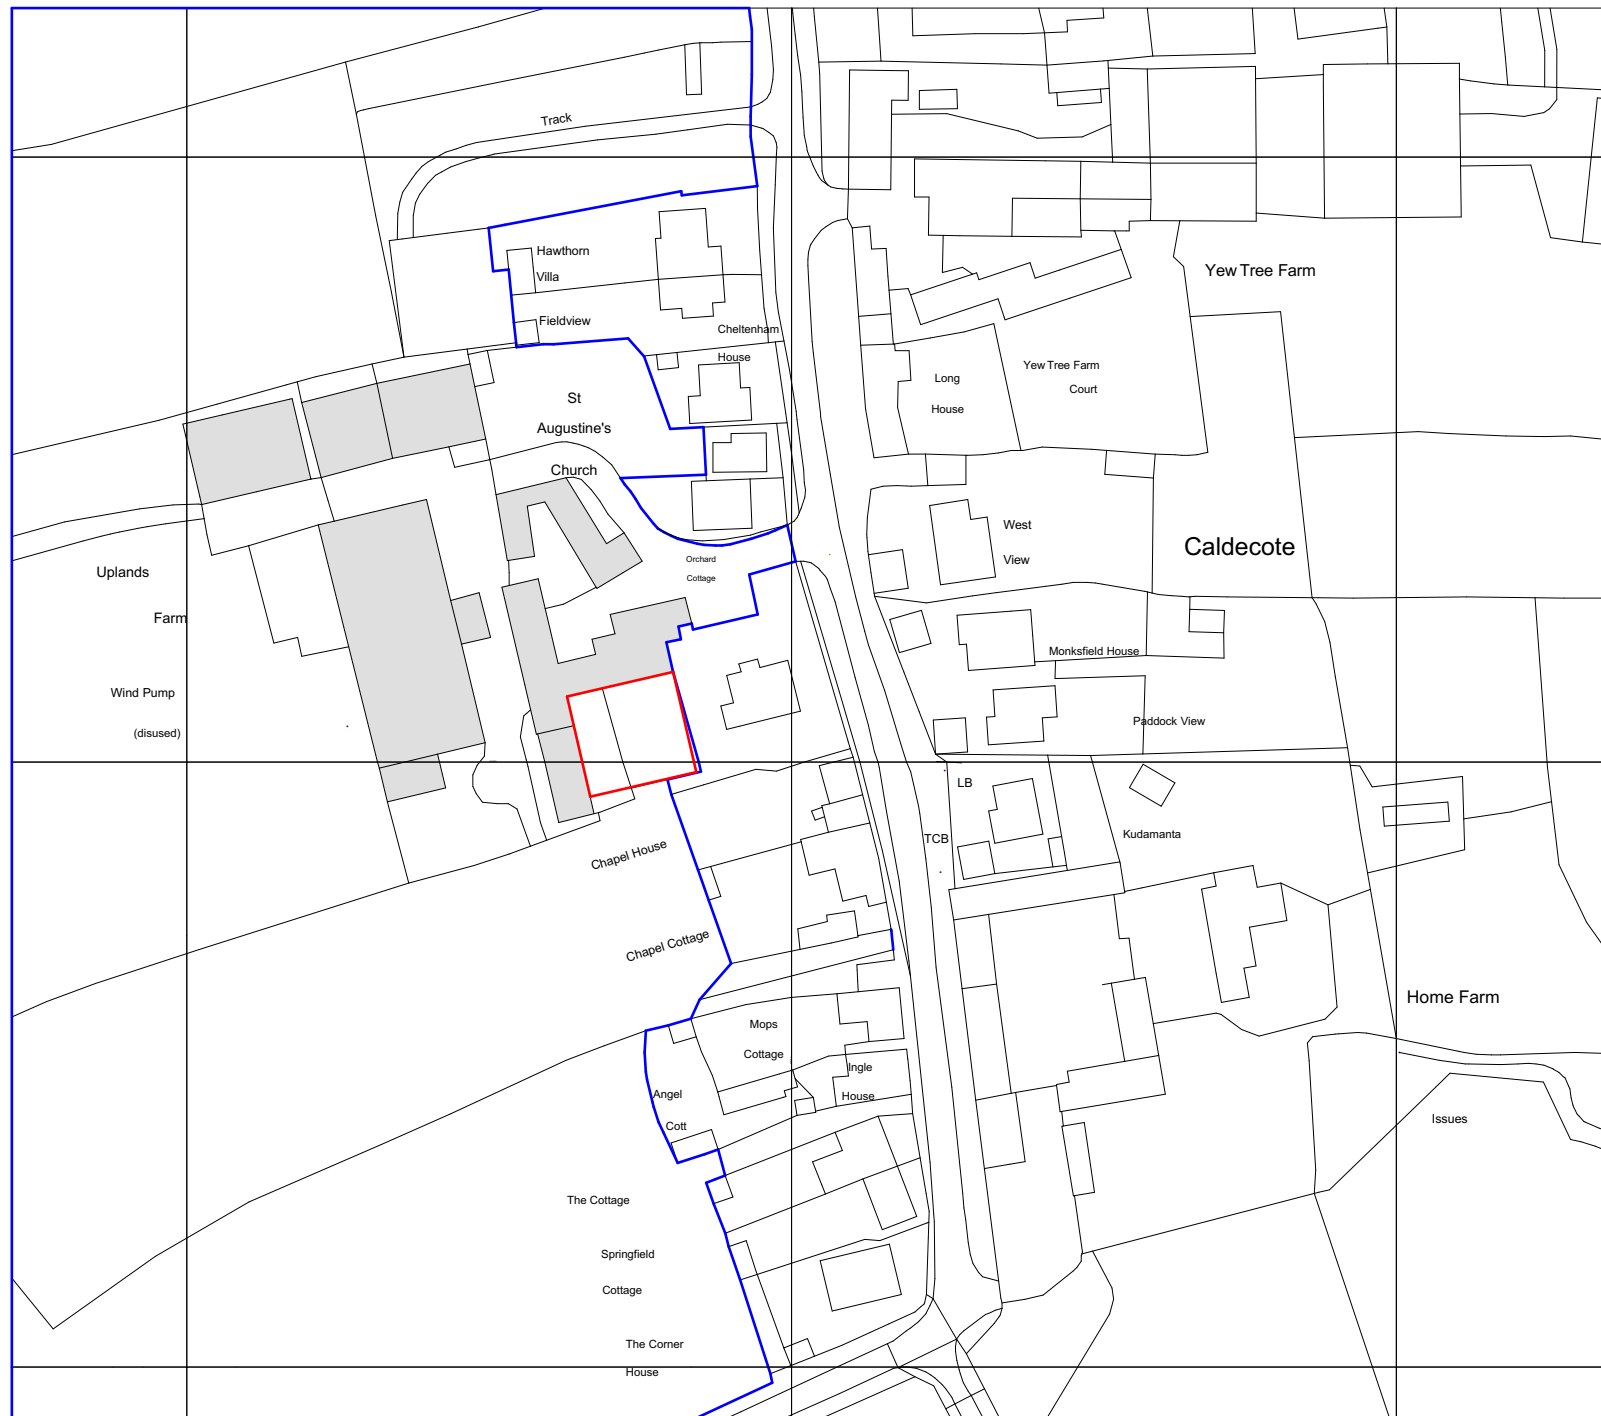 Track
Hawthorn
Villa
Fieldview
Cheltenham
House
St
Augustine's
Church
Yew Tree Farm
Yew Tree Farm
Court
Long
House
West
View
Caldecote
Orchard
Cottage
Uplands
Farm
Wind Pump
(disused)
Monksfield House
Paddock View
LB
TCB
Kudamanta
Chapel House
Chapel Cottage
Home Farm
Mops
Cottage
Ingle
House
Angel
Cott
Issues
The Cottage
Springfield
Cottage
The Corner
House